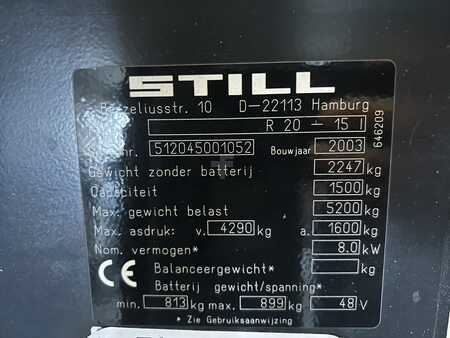 STILL
Berzeliusstr. 10 D-22113 Hamburg
R 20 - 15 I
nr. 512045001052 Bouwjaar 2003
Gewicht zonder batterij 2247 kg
Capaciteit 1500 kg
Max. gewicht belast 5200 kg
Max. asdruk: v. 4290 kg a. 1600 kg
Nom. vermogen* 8.0 kW
CE Balanceergewicht* kg
Batterij gewicht/spanning*
min. 813 kg max. 899 kg 48 V
* Zie Gebruiksaanwijzing
646209